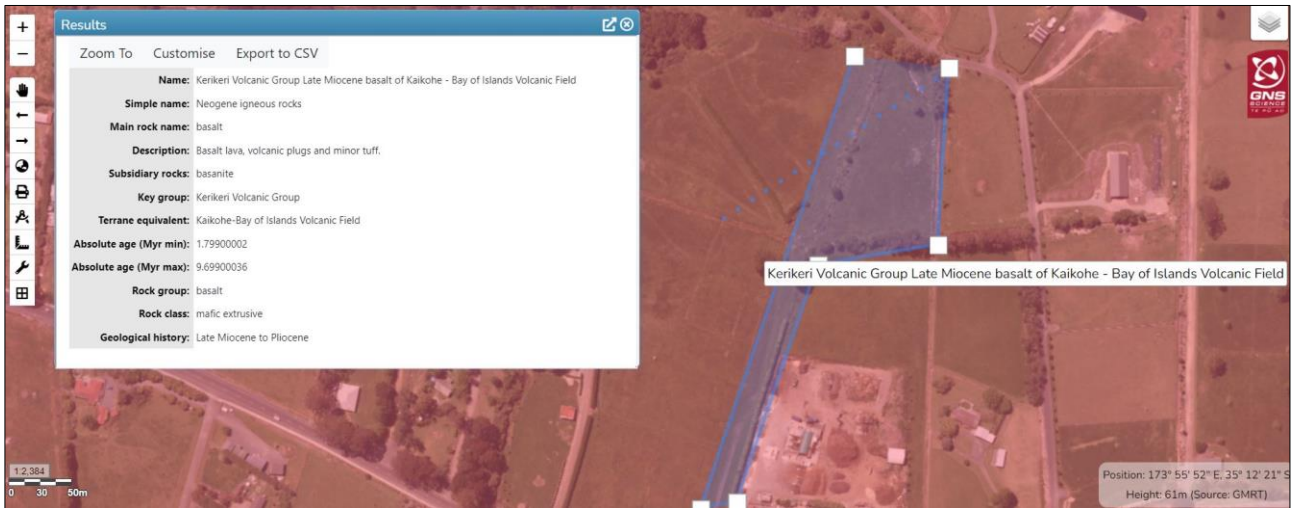 Results
Zoom To Customise Export to CSV
Name: Kerikeri Volcanic Group Late Miocene basalt of Kaikohe - Bay of Islands Volcanic Field
Simple name: Neogene igneous rocks
Main rock name: basalt
Description: Basalt lava, volcanic plugs and minor tuff.
Subsidiary rocks: basanite
Key group: Kerikeri Volcanic Group
Terrane equivalent: Kaikohe-Bay of Islands Volcanic Field
Absolute age (Myr min): 1.79900002
Absolute age (Myr max): 9.69900036
Rock group: basalt
Rock class: mafic extrusive
Geological history: Late Miocene to Pliocene
GNS
SCIENCE
TE PŪ AO
Kerikeri Volcanic Group Late Miocene basalt of Kaikohe - Bay of Islands Volcanic Field
1:2,384
0 30 50m
Position: 173° 55' 52" E, 35° 12' 21" S
Height: 61m (Source: GMRT)